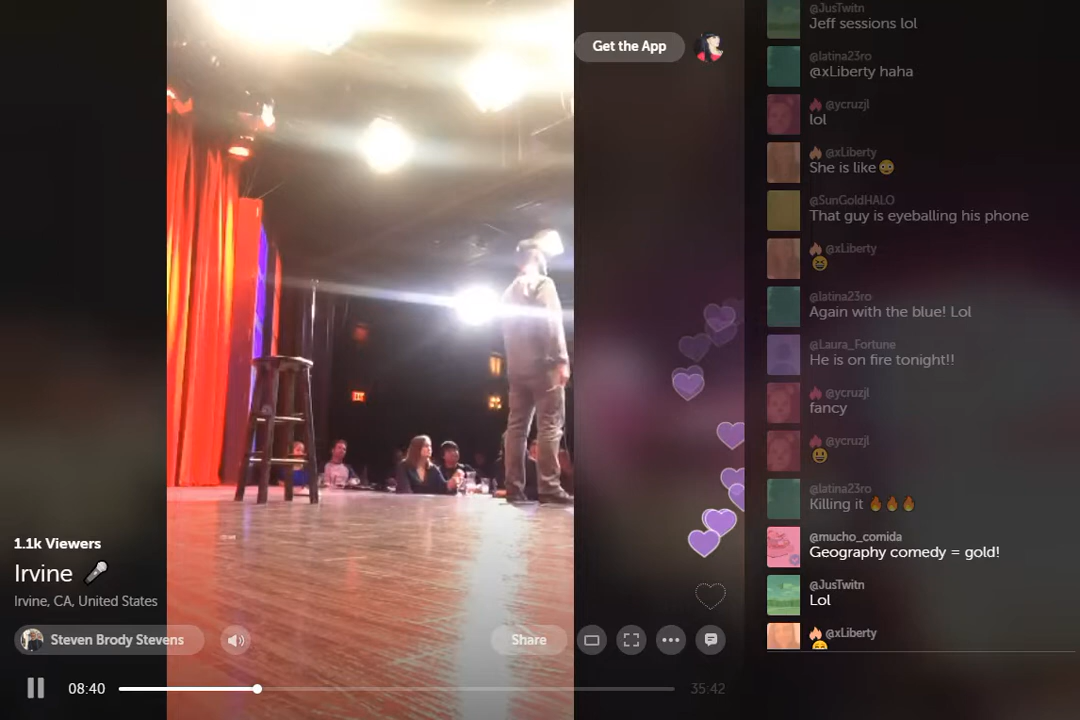 Get the App
1.1k Viewers
Irvine 🎤
Irvine, CA, United States
Steven Brody Stevens
Share
08:40
35:42
@JusTwitn
Jeff sessions lol
@latina23ro
@xLiberty haha
🔥 @ycruzjl
lol
🔥 @xLiberty
She is like 😳
@SunGoldHALO
That guy is eyeballing his phone
🔥 @xLiberty
😆
@latina23ro
Again with the blue! Lol
@Laura_Fortune
He is on fire tonight!!
🔥 @ycruzjl
fancy
🔥 @ycruzjl
😀
@latina23ro
Killing it 🔥🔥🔥
@mucho_comida
Geography comedy = gold!
@JusTwitn
Lol
🔥 @xLiberty